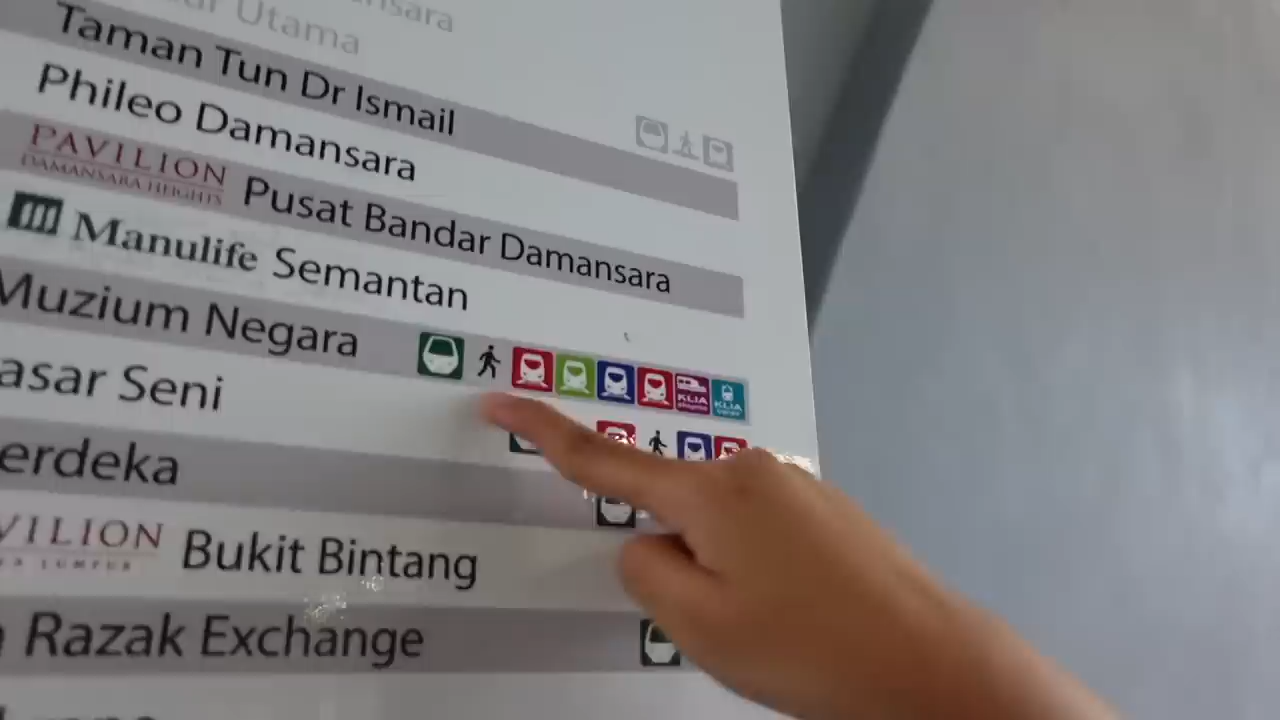 Utama
Taman Tun Dr Ismail
Phileo Damansara
PAVILION
DAMANSARA HEIGHTS
Pusat Bandar Damansara
Manulife Semantan
Muzium Negara
KLIA
KLIA
asar Seni
erdeka
VILION
Bukit Bintang
Razak Exchange